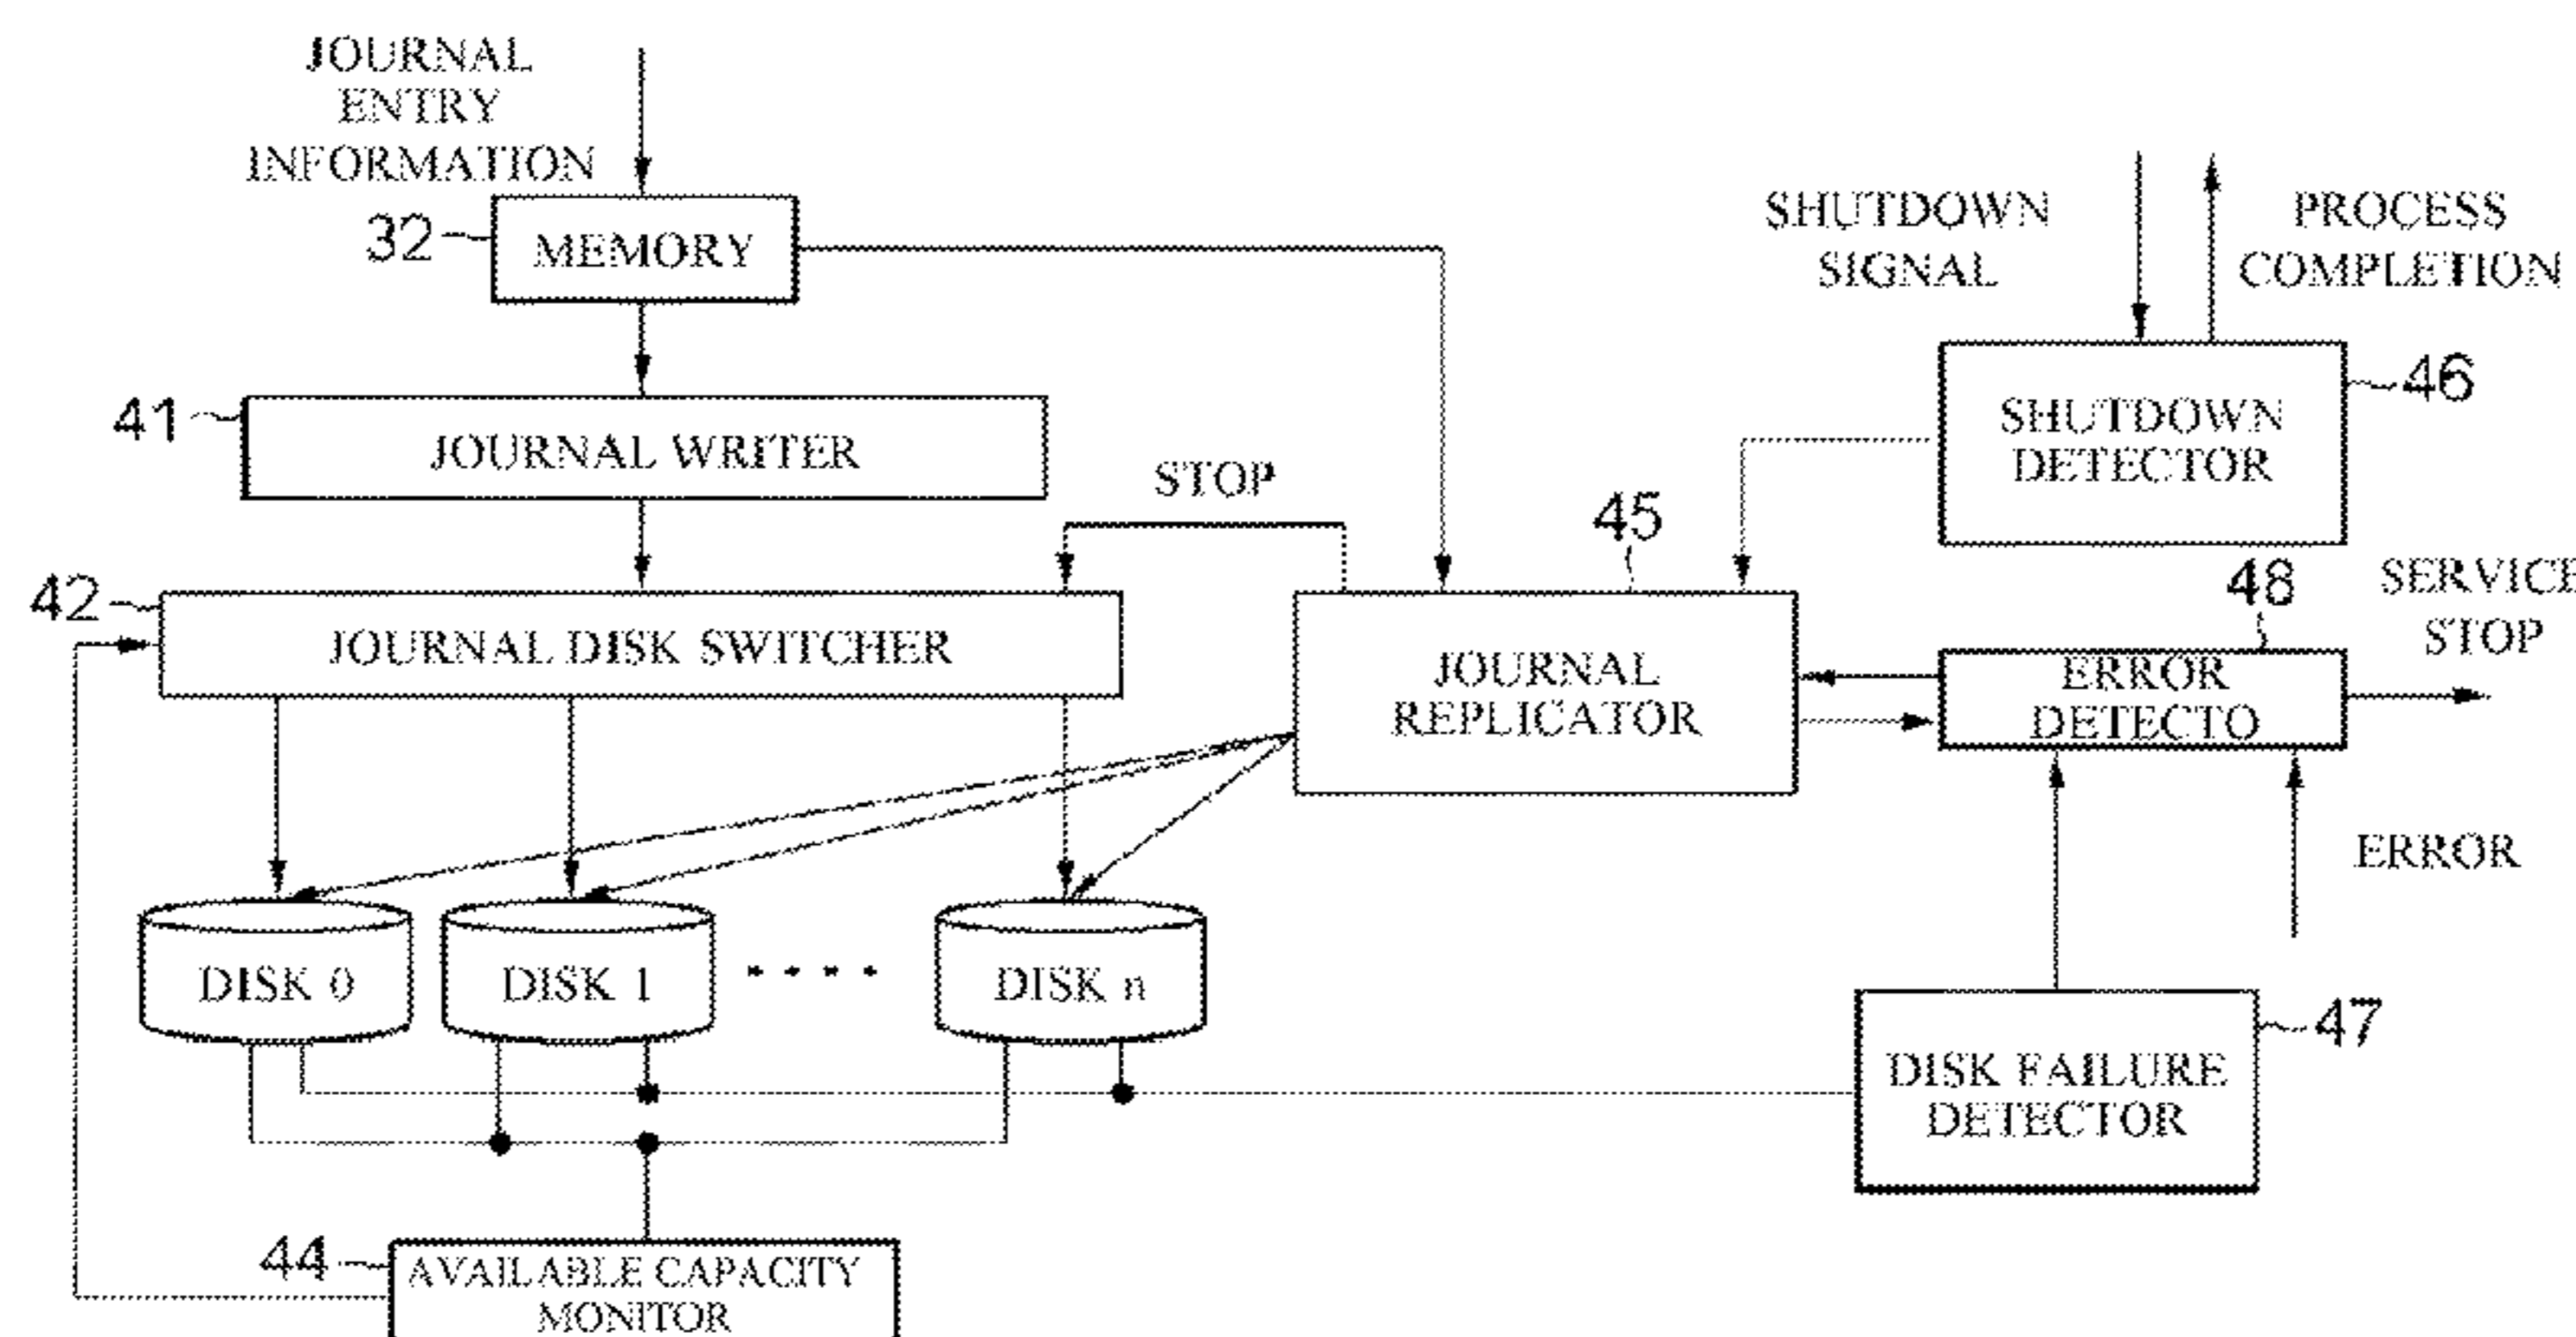 JOURNAL
ENTRY
INFORMATION
32
MEMORY
SHUTDOWN
SIGNAL
PROCESS
COMPLETION
41
JOURNAL WRITER
STOP
46
SHUTDOWN
DETECTOR
45
42
JOURNAL DISK SWITCHER
JOURNAL
REPLICATOR
48
SERVICE
STOP
ERROR
DETECTO
ERROR
DISK 0
DISK 1
DISK n
47
DISK FAILURE
DETECTOR
44
AVAILABLE CAPACITY
MONITOR